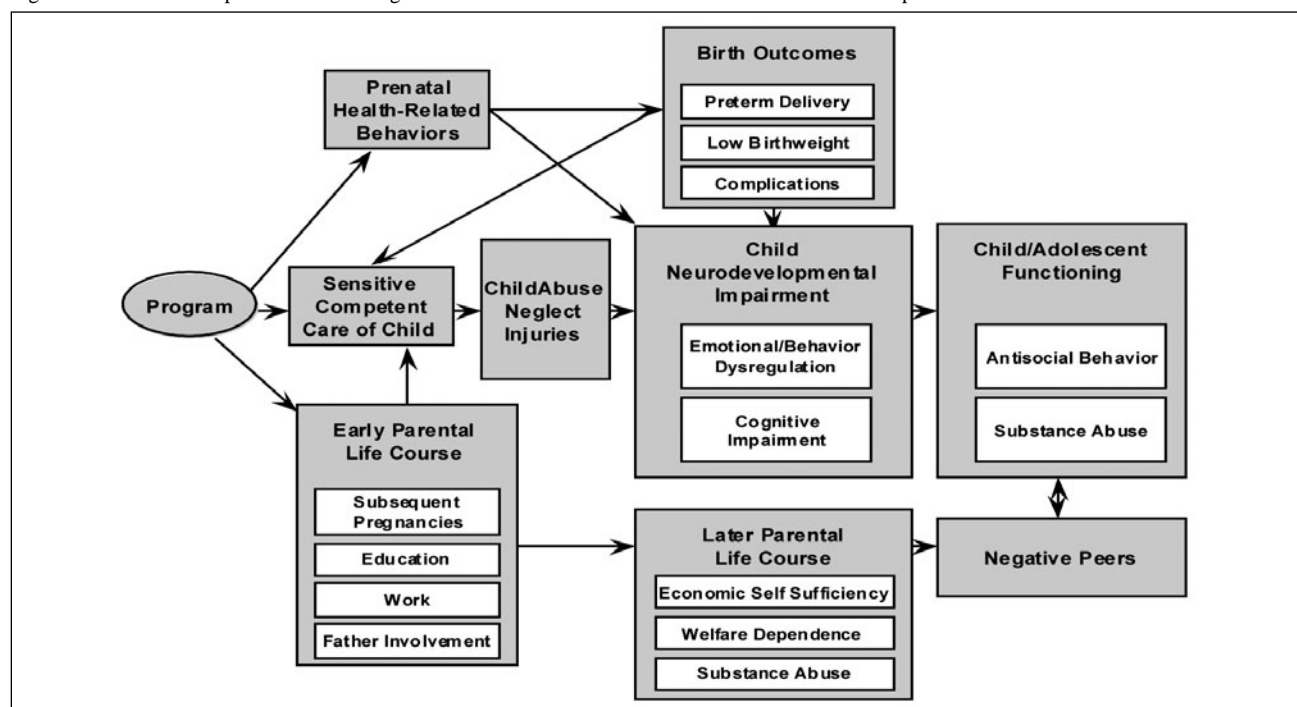 Birth Outcomes
Preterm Delivery
Low Birthweight
Complications
Prenatal
Health-Related
Behaviors
Program
Sensitive
Competent
Care of Child
ChildAbuse
Neglect
Injuries
Child
Neurodevelopmental
Impairment
Emotional/Behavior
Dysregulation
Cognitive
Impairment
Child/Adolescent
Functioning
Antisocial Behavior
Substance Abuse
Early Parental
Life Course
Subsequent
Pregnancies
Education
Work
Father Involvement
Later Parental
Life Course
Economic Self Sufficiency
Welfare Dependence
Substance Abuse
Negative Peers